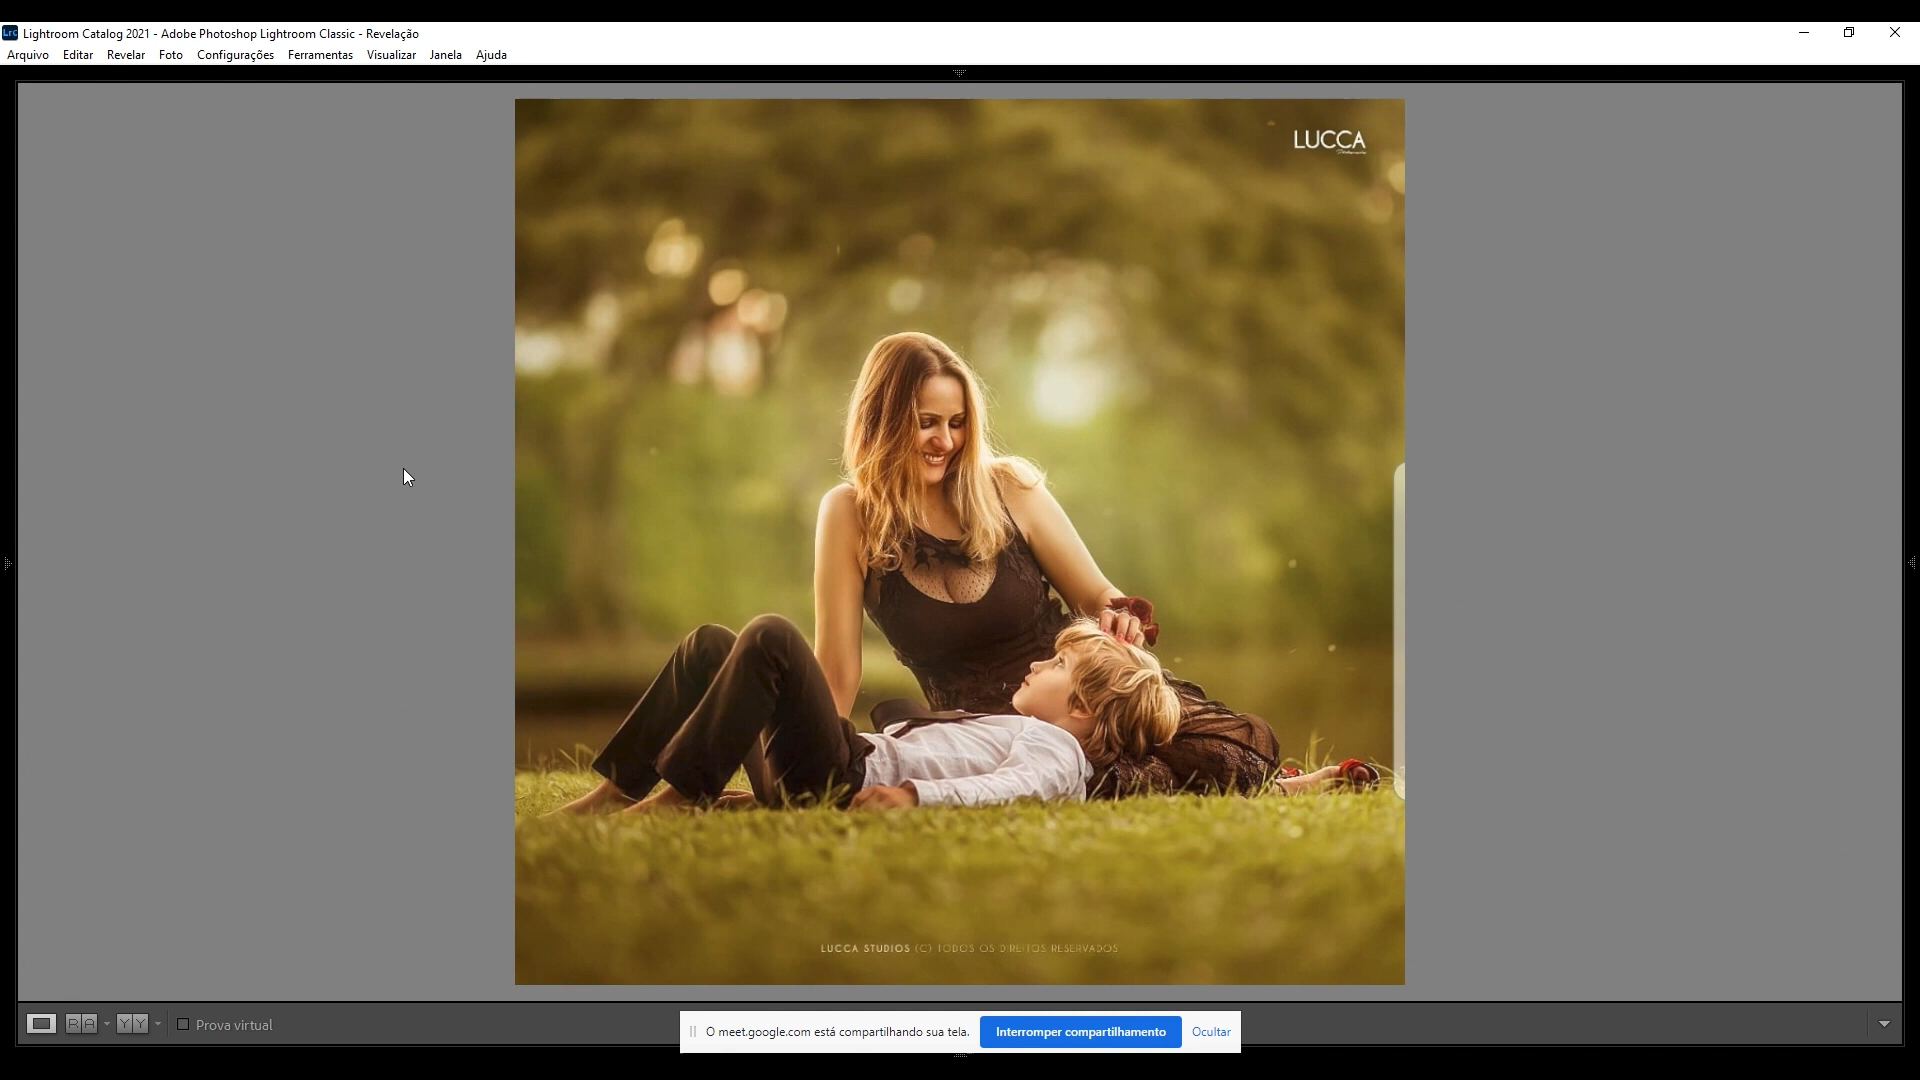 Lrc Lightroom Catalog 2021 - Adobe Photoshop Lightroom Classic - Revelação
Arquivo Editar Revelar Foto Configurações Ferramentas Visualizar Janela Ajuda
LUCCA
LUCCA STUDIOS (C) TODOS OS DIREITOS RESERVADOS
R A Y Y Prova virtual
O meet.google.com está compartilhando sua tela. Interromper compartilhamento Ocultar